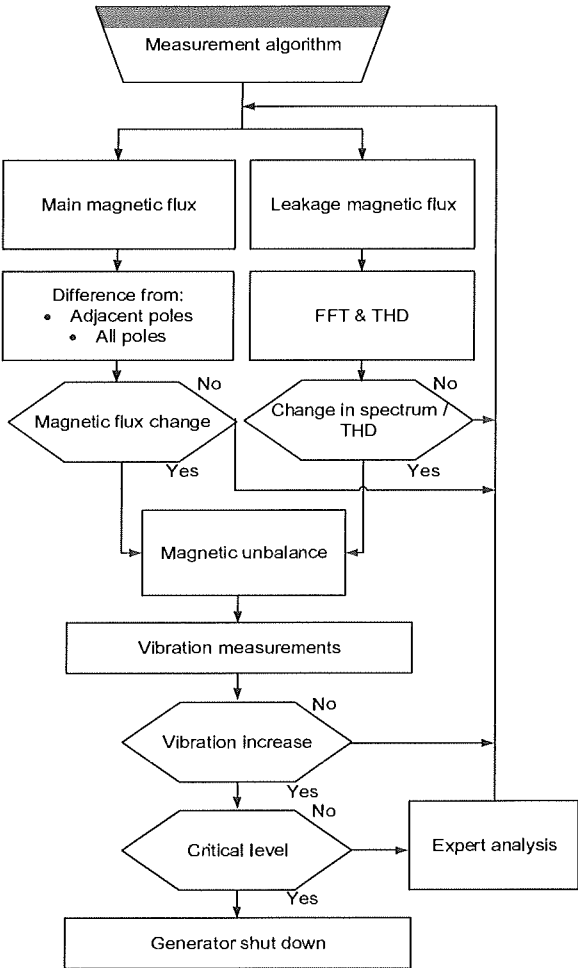 Measurement algorithm
Main magnetic flux
Leakage magnetic flux
Difference from:
• Adjacent poles
• All poles
FFT & THD
No
Magnetic flux change
Yes
No
Change in spectrum /
THD
Yes
Magnetic unbalance
Vibration measurements
No
Vibration increase
Yes
No
Critical level
Expert analysis
Yes
Generator shut down